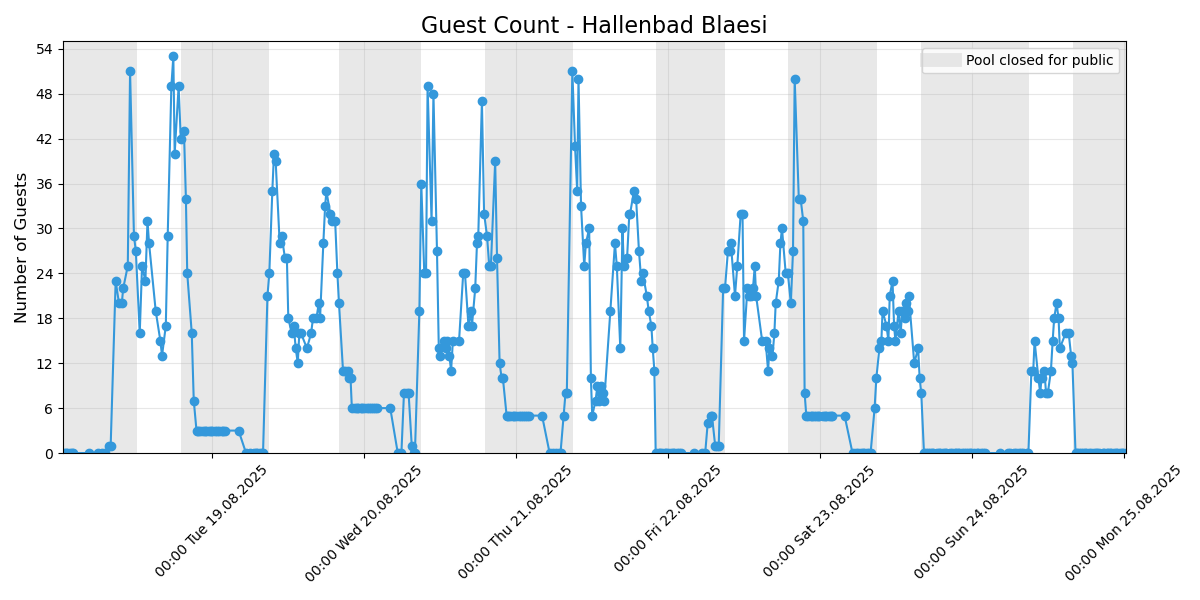 Guest Count - Hallenbad Blaesi
Pool closed for public
Number of Guests
54
48
42
36
30
24
18
12
6
0
00:00 Tue 19.08.2025
00:00 Wed 20.08.2025
00:00 Thu 21.08.2025
00:00 Fri 22.08.2025
00:00 Sat 23.08.2025
00:00 Sun 24.08.2025
00:00 Mon 25.08.2025